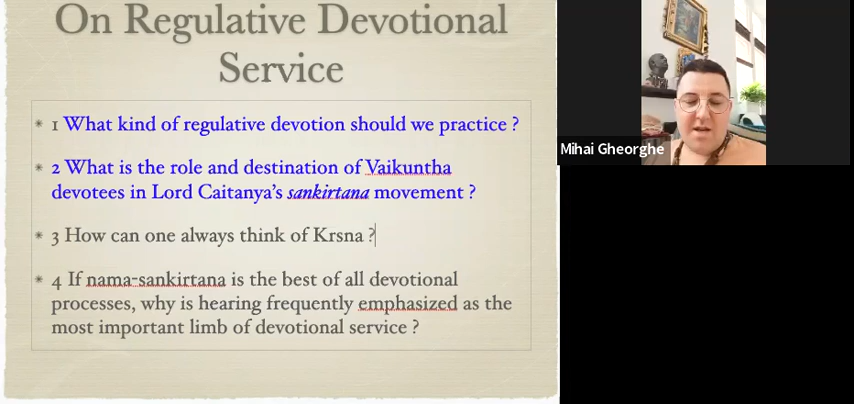 On Regulative Devotional
Service
1 What kind of regulative devotion should we practice ?
2 What is the role and destination of Vaikuntha
devotees in Lord Caitanya's sankirtana movement ?
3 How can one always think of Krsna ?
4 If nama-sankirtana is the best of all devotional
processes, why is hearing frequently emphasized as the
most important limb of devotional service ?
Mihai Gheorghe